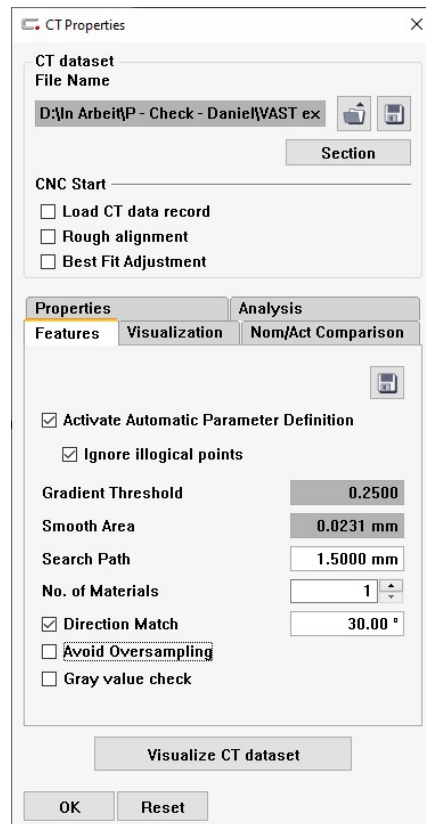 CT Properties
CT dataset
File Name
D:\In Arbeit\P - Check - Daniel\VAST ex
Section
CNC Start
Load CT data record
Rough alignment
Best Fit Adjustment
Properties Analysis
Features Visualization Nom/Act Comparison
Activate Automatic Parameter Definition
Ignore illogical points
Gradient Threshold 0.2500
Smooth Area 0.0231 mm
Search Path 1.5000 mm
No. of Materials 1
Direction Match 30.00 °
Avoid Oversampling
Gray value check
Visualize CT dataset
OK Reset